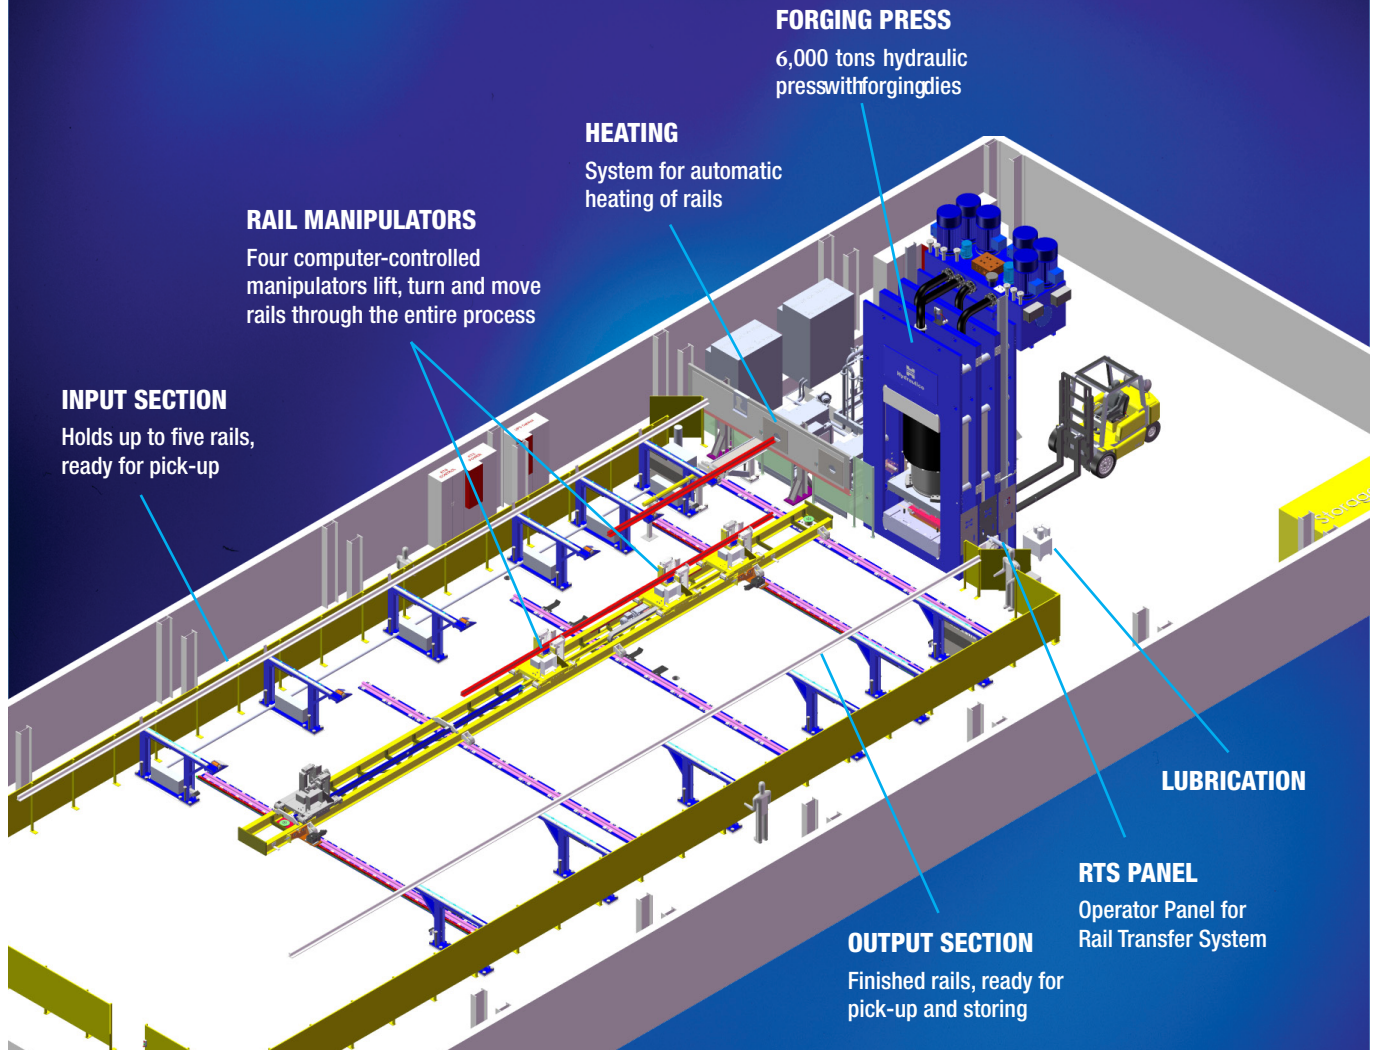 FORGING PRESS
6,000 tons hydraulic
presswithforgingdies
HEATING
System for automatic
heating of rails
RAIL MANIPULATORS
Four computer-controlled
manipulators lift, turn and move
rails through the entire process
INPUT SECTION
Holds up to five rails,
ready for pick-up
Hydraulico
Storage
LUBRICATION
RTS PANEL
Operator Panel for
Rail Transfer System
OUTPUT SECTION
Finished rails, ready for
pick-up and storing